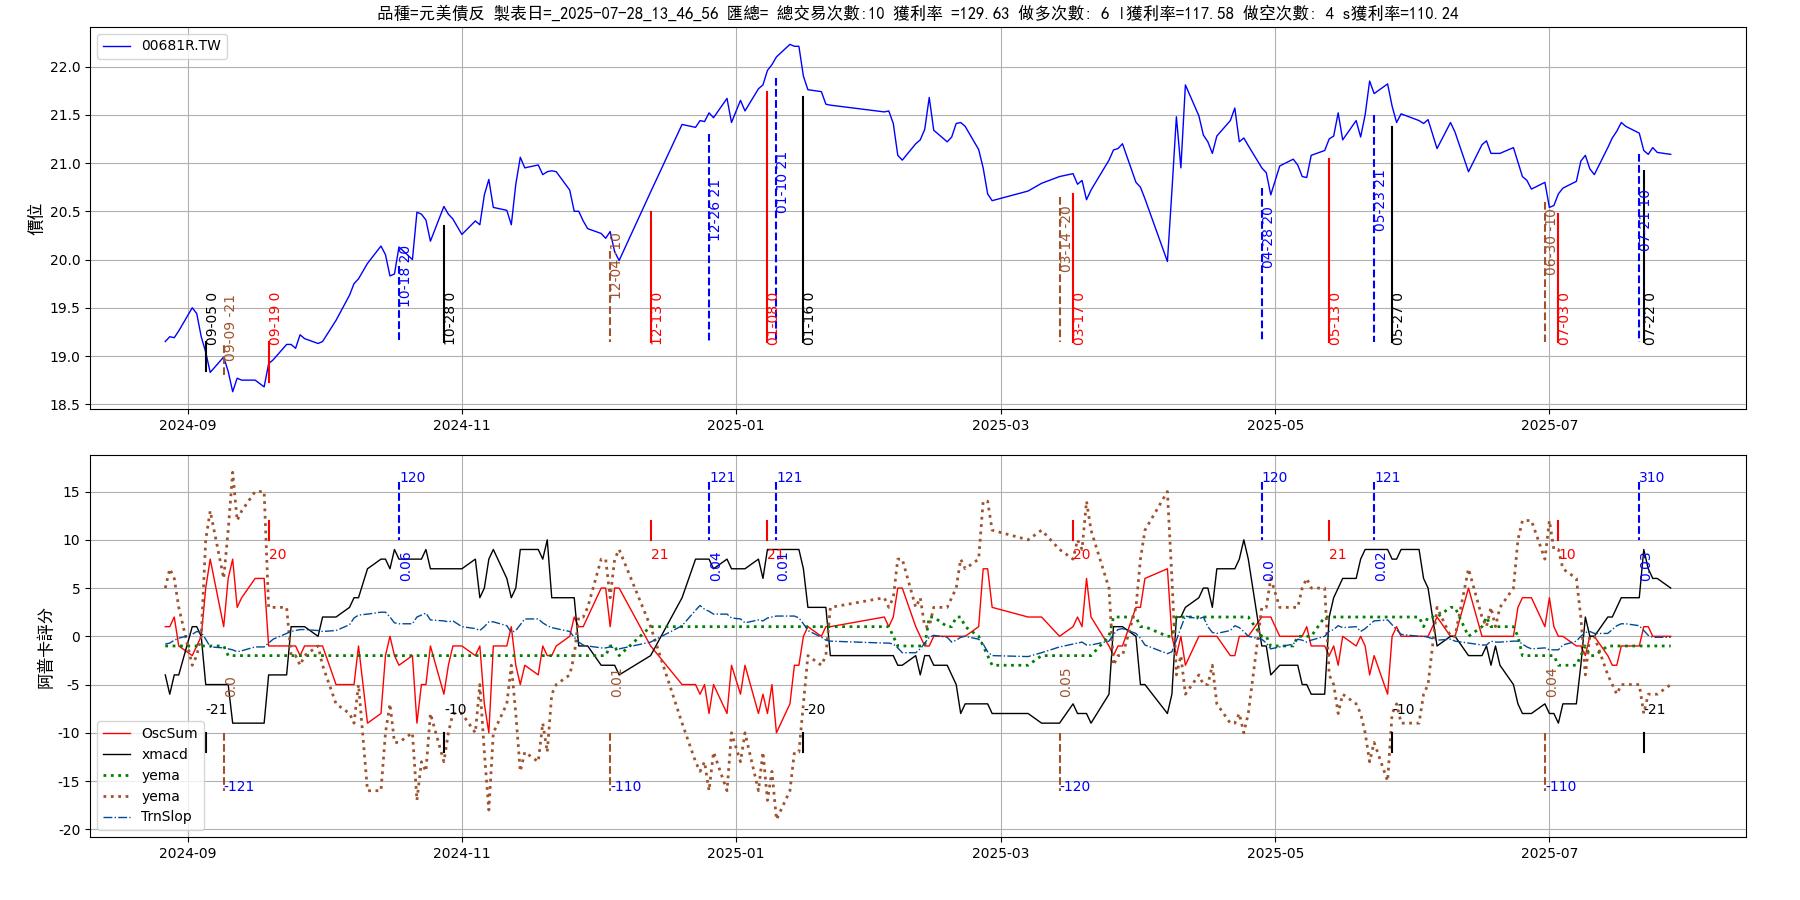 品種=元美債反 製表日=_2025-07-28_13_46_56 匯總= 總交易次數:10 獲利率 =129.63 做多次數: 6 l獲利率=117.58 做空次數: 4 s獲利率=110.24
00681R.TW
價位
22.0
21.5
21.0
20.5
20.0
19.5
19.0
18.5
09-05 0
09-09 -21
09-19 0
10-18 20
10-28 0
12-04 -10
12-13 0
12-26 21
01-08 0
01-10 21
01-16 0
03-14 -20
03-17 0
04-28 20
05-13 0
05-23 21
05-27 0
06-30 -10
07-03 0
07-21 10
07-22 0
2024-09 2024-11 2025-01 2025-03 2025-05 2025-07
阿普卡評分
15
10
5
0
-5
-10
-15
-20
120 121 121 120 121 310
20 21 21 20 21 10
0.06 0.04 0.01 0.0 0.02 0.03
0.0 0.01 0.05 0.04
-21 -10 -20 -10 -21
-121 -110 -120 -110
OscSum
xmacd
yema
yema
TrnSlop
2024-09 2024-11 2025-01 2025-03 2025-05 2025-07